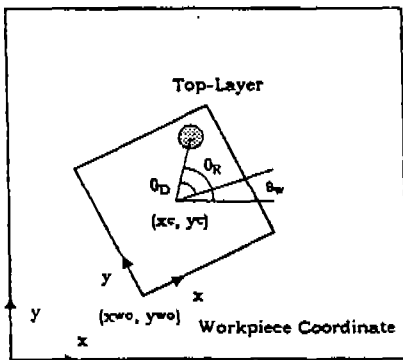 Top-Layer
θR
θD
θw
(xc, yc)
y
x
(xwo, ywo)
y
x
Workpiece Coordinate